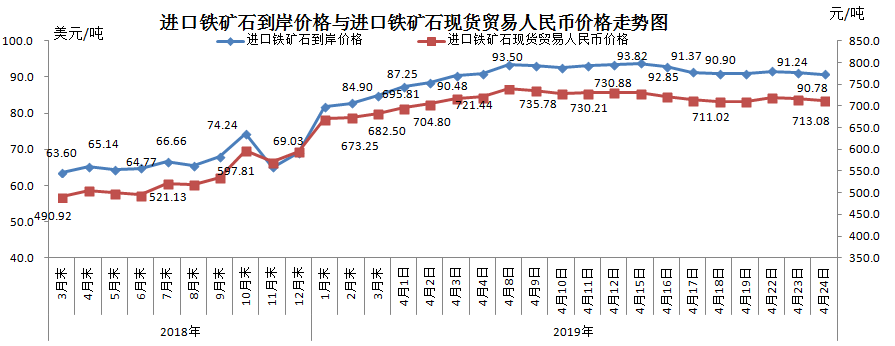 进口铁矿石到岸价格与进口铁矿石现货贸易人民币价格走势图
美元/吨
元/吨
进口铁矿石到岸价格
进口铁矿石现货贸易人民币价格
100.0
90.0
80.0
70.0
60.0
50.0
40.0
850.0
800.0
750.0
700.0
650.0
600.0
550.0
500.0
450.0
400.0
350.0
63.60
65.14
64.77
66.66
74.24
69.03
84.90
87.25
90.48
93.50
93.82
92.85
91.37
90.90
91.24
90.78
490.92
521.13
597.81
673.25
682.50
695.81
704.80
721.44
735.78
730.21
730.88
711.02
713.08
3月末
4月末
5月末
6月末
7月末
8月末
9月末
10月末
11月末
12月末
1月末
2月末
3月末
4月1日
4月2日
4月3日
4月4日
4月8日
4月9日
4月10日
4月11日
4月12日
4月15日
4月16日
4月17日
4月18日
4月19日
4月22日
4月23日
4月24日
2018年
2019年